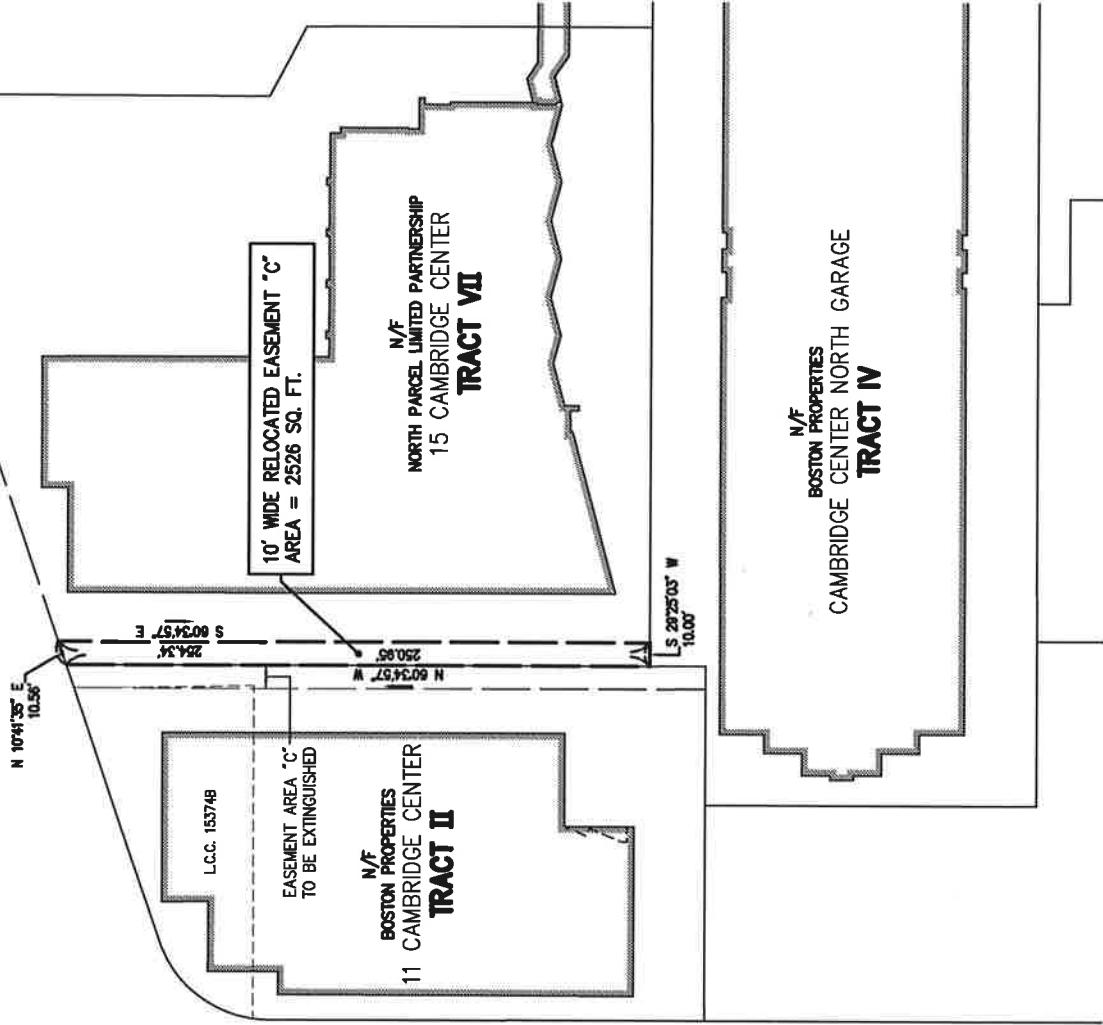 N 10°41'35" E
10.56'
S 60°34'57" E
254.34'
250.95'
N 60°34'57" W
S 29°25'03" W
10.00'
10' WIDE RELOCATED EASEMENT "C"
AREA = 2526 SQ. FT.
N/F
NORTH PARCEL LIMITED PARTNERSHIP
15 CAMBRIDGE CENTER
TRACT VII
L.C.C. 15374B
EASEMENT AREA "C"
TO BE EXTINGUISHED
N/F
BOSTON PROPERTIES
11 CAMBRIDGE CENTER
TRACT II
N/F
BOSTON PROPERTIES
CAMBRIDGE CENTER NORTH GARAGE
TRACT IV